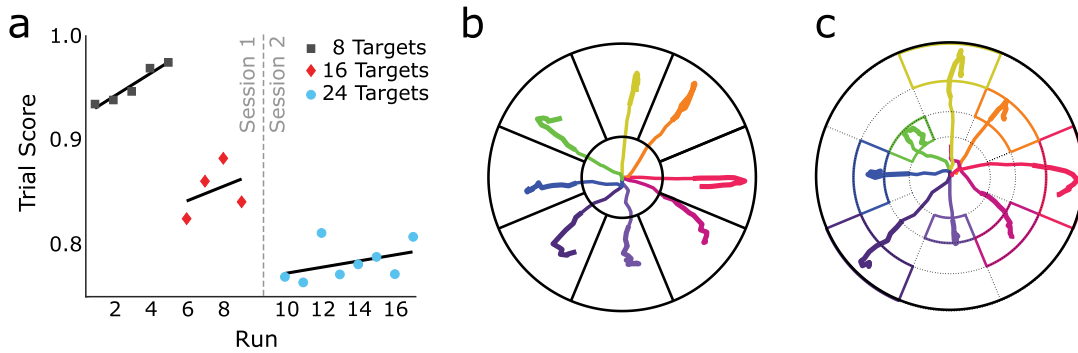 a
b
c
1.0
0.9
0.8
Trial Score
Session 1
Session 2
8 Targets
16 Targets
24 Targets
2 4 6 8 10 12 14 16
Run